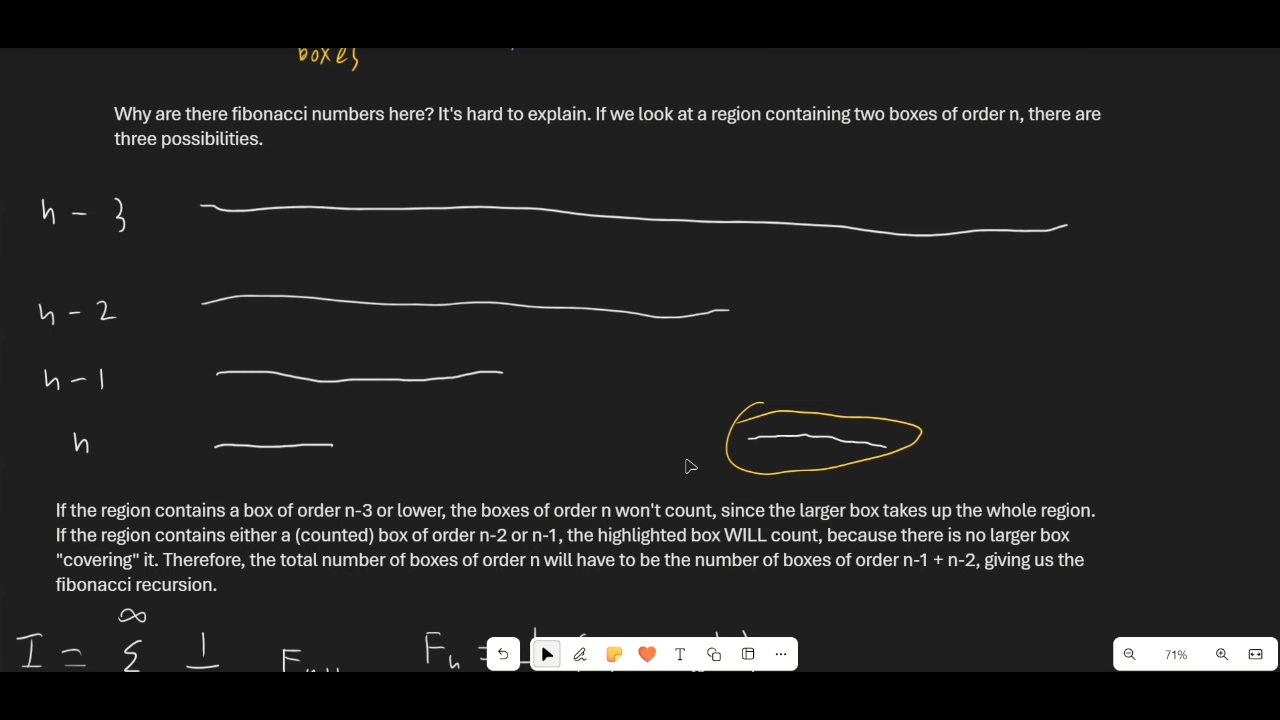 boxes
Why are there fibonacci numbers here? It's hard to explain. If we look at a region containing two boxes of order n, there are
three possibilities.
n - 3
n - 2
n - 1
n
If the region contains a box of order n-3 or lower, the boxes of order n won't count, since the larger box takes up the whole region.
If the region contains either a (counted) box of order n-2 or n-1, the highlighted box WILL count, because there is no larger box
"covering" it. Therefore, the total number of boxes of order n will have to be the number of boxes of order n-1 + n-2, giving us the
fibonacci recursion.
∞
I = Σ 1 F_n =
T
71%